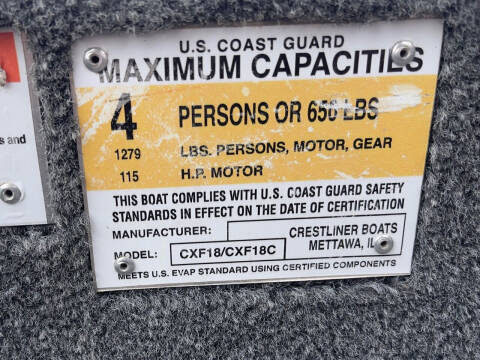 U.S. COAST GUARD
MAXIMUM CAPACITIES
4 PERSONS OR 650 LBS
1279 LBS. PERSONS, MOTOR, GEAR
115 H.P. MOTOR
THIS BOAT COMPLIES WITH U.S. COAST GUARD SAFETY
STANDARDS IN EFFECT ON THE DATE OF CERTIFICATION
MANUFACTURER: CRESTLINER BOATS
METTAWA, IL
MODEL: CXF18/CXF18C
MEETS U.S. EVAP STANDARD USING CERTIFIED COMPONENTS
s and